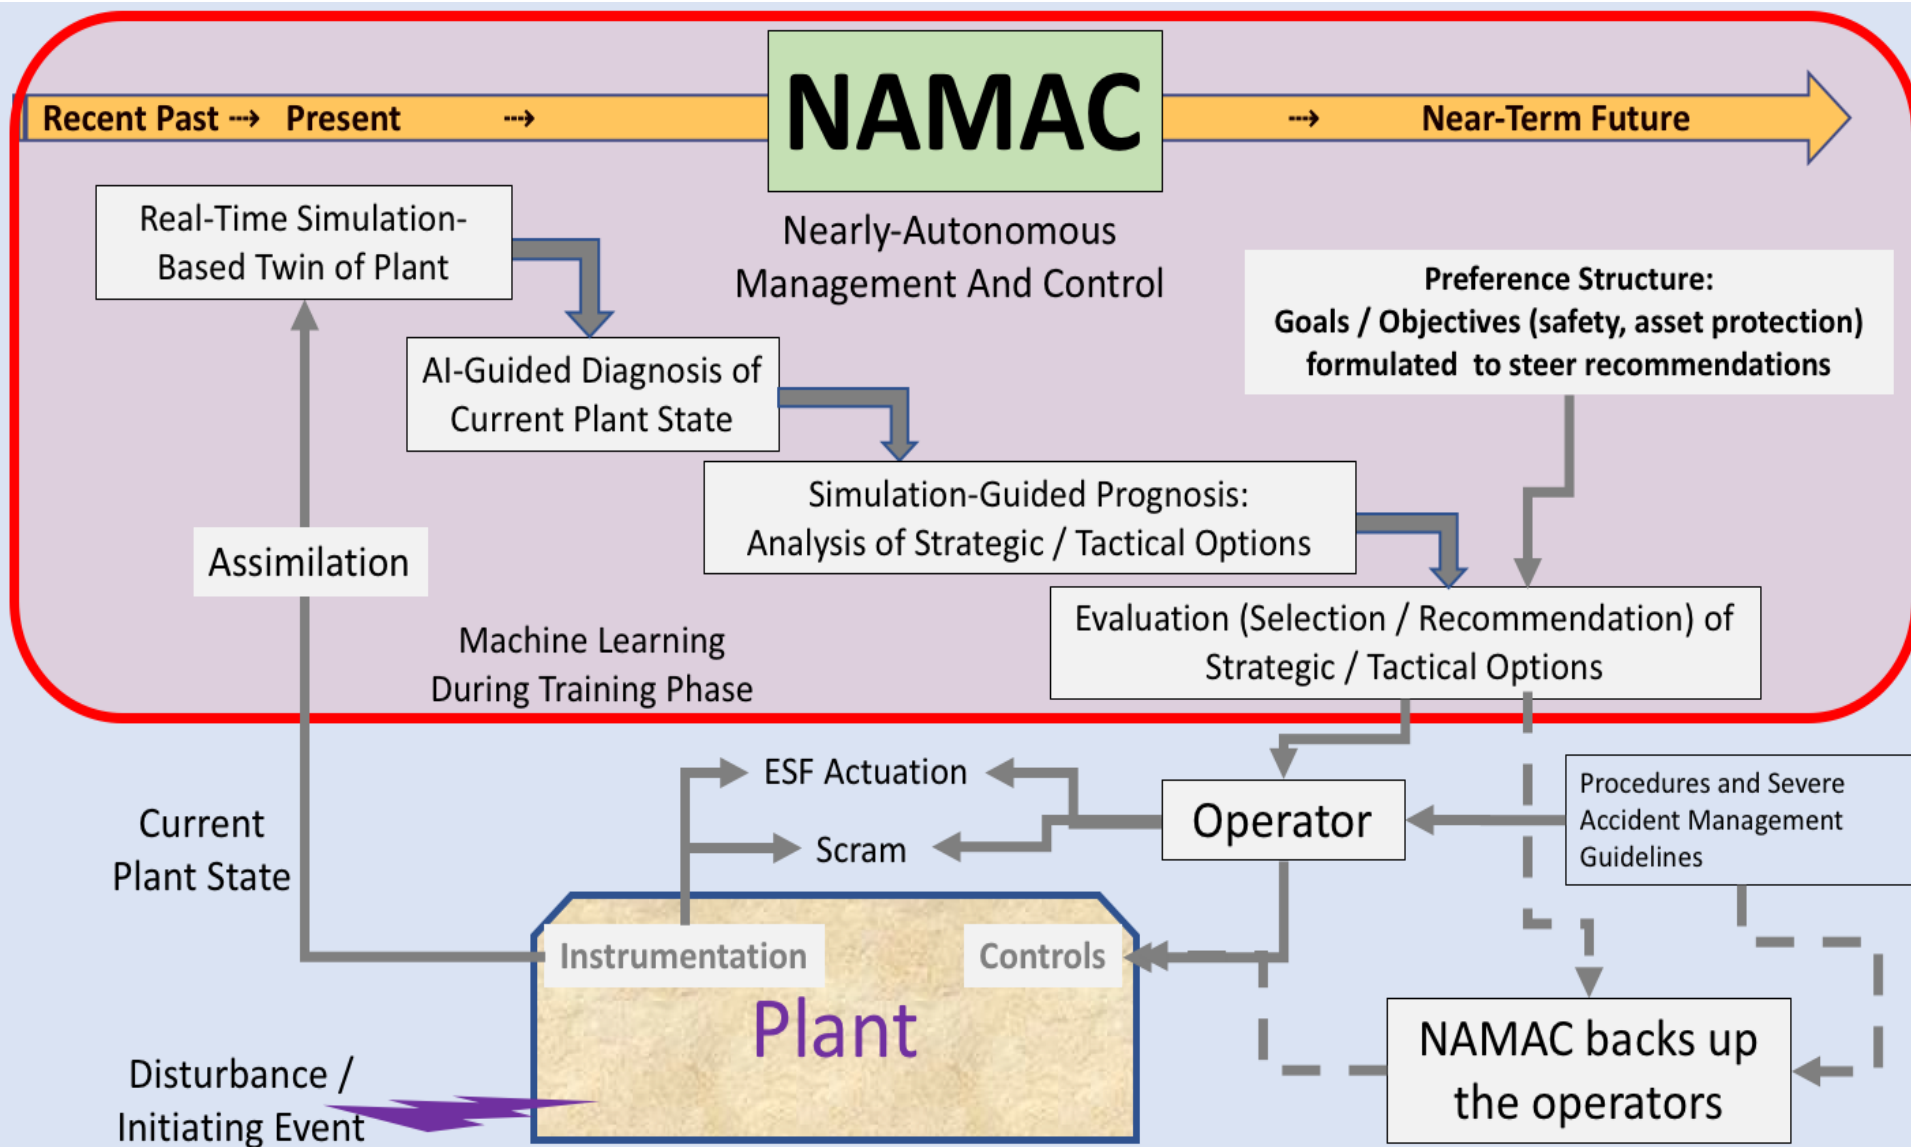 NAMAC
Recent Past ⤏ Present ⤏
⤏ Near-Term Future
Nearly-Autonomous
Management And Control
Real-Time Simulation-
Based Twin of Plant
Preference Structure:
Goals / Objectives (safety, asset protection)
formulated  to steer recommendations
AI-Guided Diagnosis of
Current Plant State
Simulation-Guided Prognosis:
Analysis of Strategic / Tactical Options
Assimilation
Evaluation (Selection / Recommendation) of
Strategic / Tactical Options
Machine Learning
During Training Phase
ESF Actuation
Scram
Operator
Procedures and Severe
Accident Management
Guidelines
Current
Plant State
Instrumentation
Controls
Plant
NAMAC backs up
the operators
Disturbance /
Initiating Event